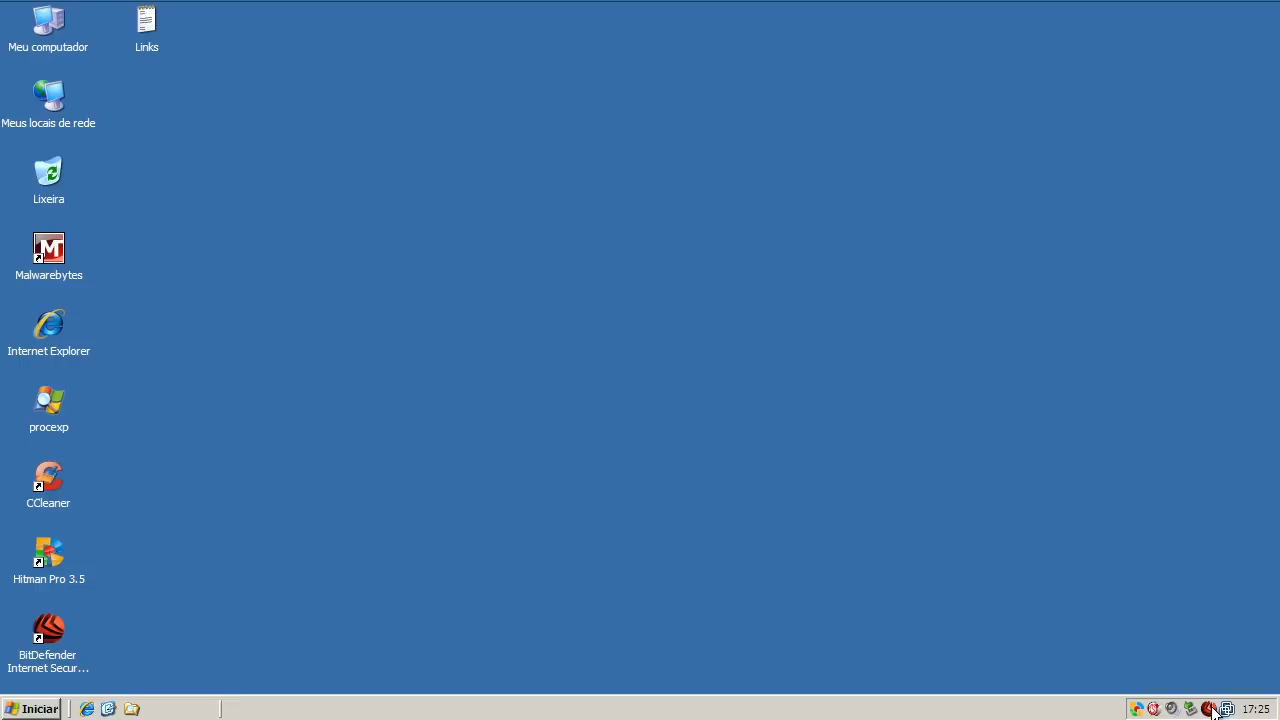 Meu computador
Links
Meus locais de rede
Lixeira
Malwarebytes
Internet Explorer
procexp
CCleaner
Hitman Pro 3.5
BitDefender
Internet Secur...
Iniciar
17:25